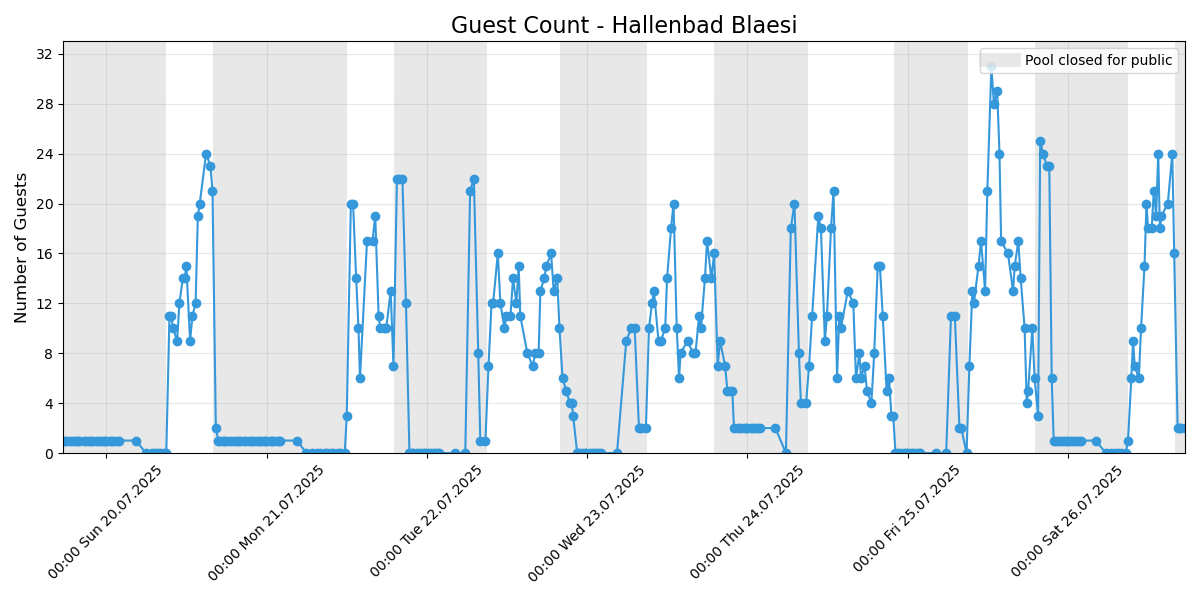 Guest Count - Hallenbad Blaesi
Pool closed for public
Number of Guests
32
28
24
20
16
12
8
4
0
00:00 Sun 20.07.2025
00:00 Mon 21.07.2025
00:00 Tue 22.07.2025
00:00 Wed 23.07.2025
00:00 Thu 24.07.2025
00:00 Fri 25.07.2025
00:00 Sat 26.07.2025